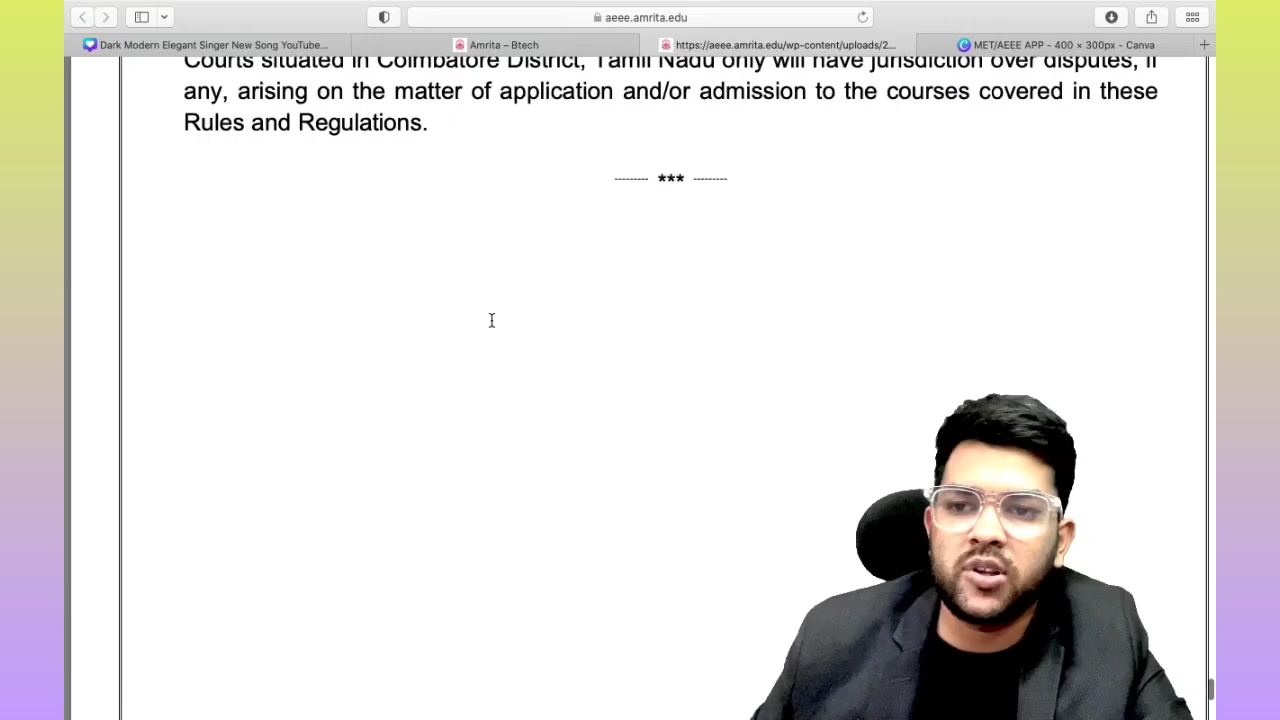 aeee.amrita.edu
Dark Modern Elegant Singer New Song YouTube...
Amrita – Btech
https://aeee.amrita.edu/wp-content/uploads/2...
MET/AEEE APP - 400 × 300px - Canva
Courts situated in Coimbatore District, Tamil Nadu only will have jurisdiction over disputes, if
any, arising on the matter of application and/or admission to the courses covered in these
Rules and Regulations.
--------- *** ---------